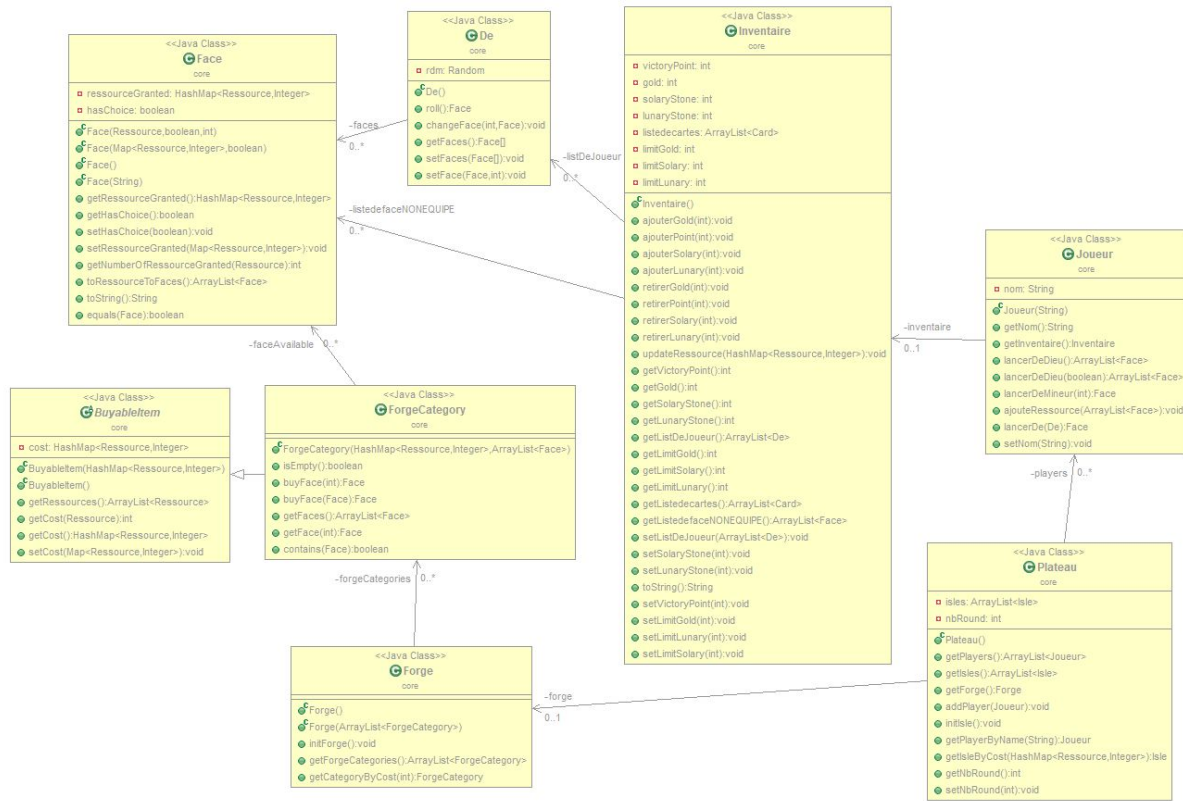 <<Java Class>>
Face
core
ressourceGranted: HashMap<Ressource,Integer>
hasChoice: boolean
Face(Ressource,boolean,int)
Face(Map<Ressource,Integer>,boolean)
Face()
Face(String)
getRessourceGranted():HashMap<Ressource,Integer>
getHasChoice():boolean
setHasChoice(boolean):void
setRessourceGranted(Map<Ressource,Integer>):void
getNumberOfRessourceGranted(Ressource):int
toRessourceToFaces():ArrayList<Face>
toString():String
equals(Face):boolean
<<Java Class>>
De
core
rdm: Random
De()
roll():Face
changeFace(int,Face):void
getFaces():Face[]
setFaces(Face[]):void
setFace(Face,int):void
-faces
0..*
-listDeJoueur
0..*
-listedefaceNONEQUIPE
0..*
<<Java Class>>
Inventaire
core
victoryPoint: int
gold: int
solaryStone: int
lunaryStone: int
listedecartes: ArrayList<Card>
limitGold: int
limitSolary: int
limitLunary: int
Inventaire()
ajouterGold(int):void
ajouterPoint(int):void
ajouterSolary(int):void
ajouterLunary(int):void
retirerGold(int):void
retirerPoint(int):void
retirerSolary(int):void
retirerLunary(int):void
updateRessource(HashMap<Ressource,Integer>):void
getVictoryPoint():int
getGold():int
getSolaryStone():int
getLunaryStone():int
getListDeJoueur():ArrayList<De>
getLimitGold():int
getLimitSolary():int
getLimitLunary():int
getListedecartes():ArrayList<Card>
getListedefaceNONEQUIPE():ArrayList<Face>
setListDeJoueur(ArrayList<De>):void
setSolaryStone(int):void
setLunaryStone(int):void
toString():String
setVictoryPoint(int):void
setLimitGold(int):void
setLimitLunary(int):void
setLimitSolary(int):void
-inventaire
0..1
<<Java Class>>
Joueur
core
nom: String
Joueur(String)
getNom():String
getInventaire():Inventaire
lancerDeDieu():ArrayList<Face>
lancerDeDieu(boolean):ArrayList<Face>
lancerDeMineur(int):Face
ajouteRessource(ArrayList<Face>):void
lancerDe(De):Face
setNom(String):void
-faceAvailable 0..*
<<Java Class>>
BuyableItem
core
cost: HashMap<Ressource,Integer>
BuyableItem(HashMap<Ressource,Integer>)
BuyableItem()
getRessources():ArrayList<Ressource>
getCost(Ressource):int
getCost():HashMap<Ressource,Integer>
setCost(Map<Ressource,Integer>):void
<<Java Class>>
ForgeCategory
core
ForgeCategory(HashMap<Ressource,Integer>,ArrayList<Face>)
isEmpty():boolean
buyFace(int):Face
buyFace(Face):Face
getFaces():ArrayList<Face>
getFace(int):Face
contains(Face):boolean
-players 0..*
-forgeCategories 0..*
<<Java Class>>
Forge
core
Forge()
Forge(ArrayList<ForgeCategory>)
initForge():void
getForgeCategories():ArrayList<ForgeCategory>
getCategoryByCost(int):ForgeCategory
-forge
0..1
<<Java Class>>
Plateau
core
isles: ArrayList<Isle>
nbRound: int
Plateau()
getPlayers():ArrayList<Joueur>
getIsles():ArrayList<Isle>
getForge():Forge
addPlayer(Joueur):void
initIsle():void
getPlayerByName(String):Joueur
getIsleByCost(HashMap<Ressource,Integer>):Isle
getNbRound():int
setNbRound(int):void